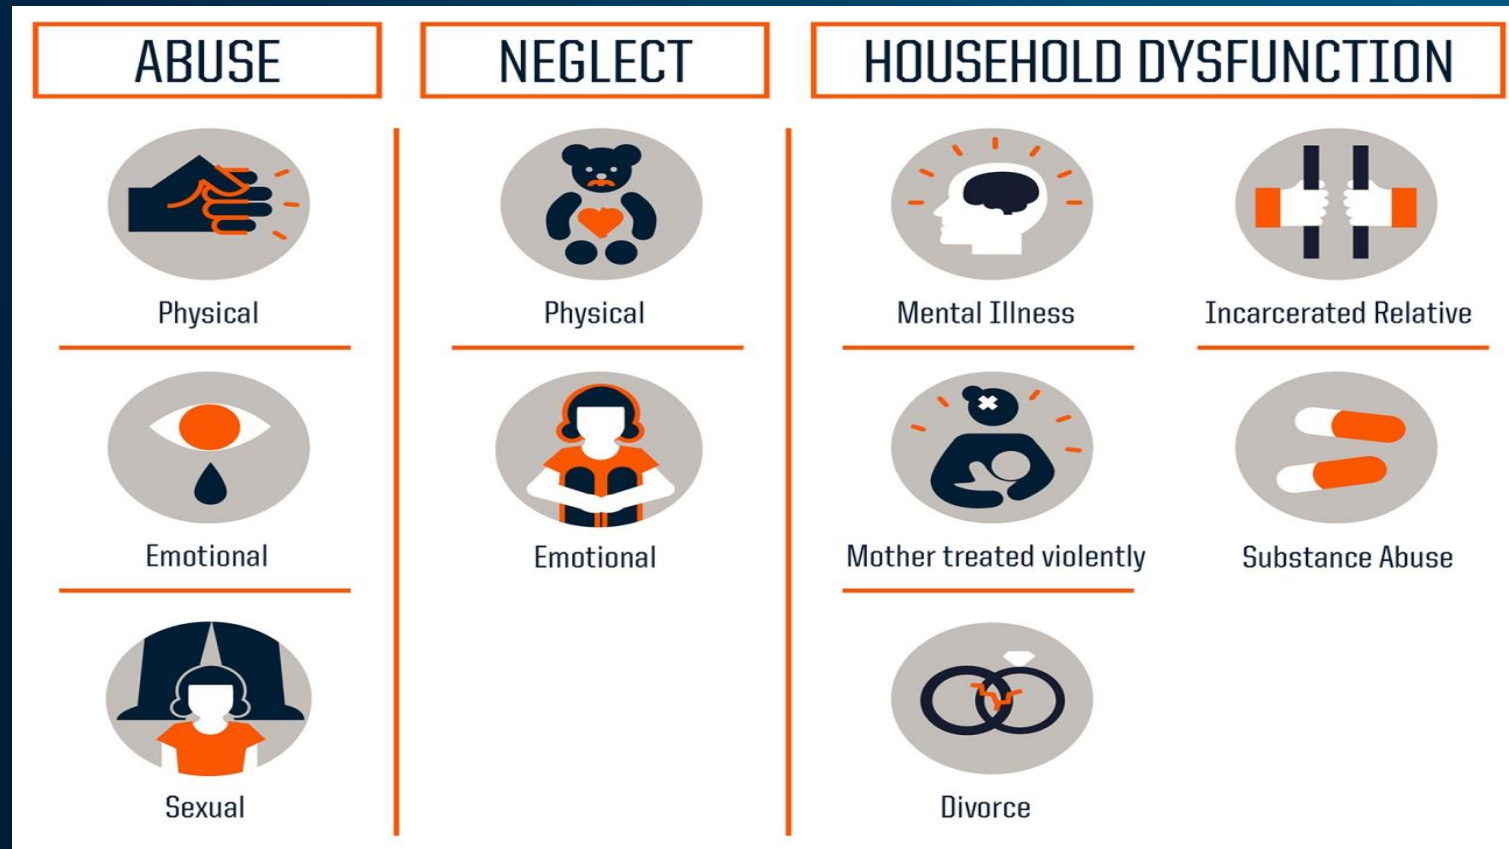 ABUSE
Physical
Emotional
Sexual
NEGLECT
Physical
Emotional
HOUSEHOLD DYSFUNCTION
Mental Illness
Incarcerated Relative
Mother treated violently
Substance Abuse
Divorce